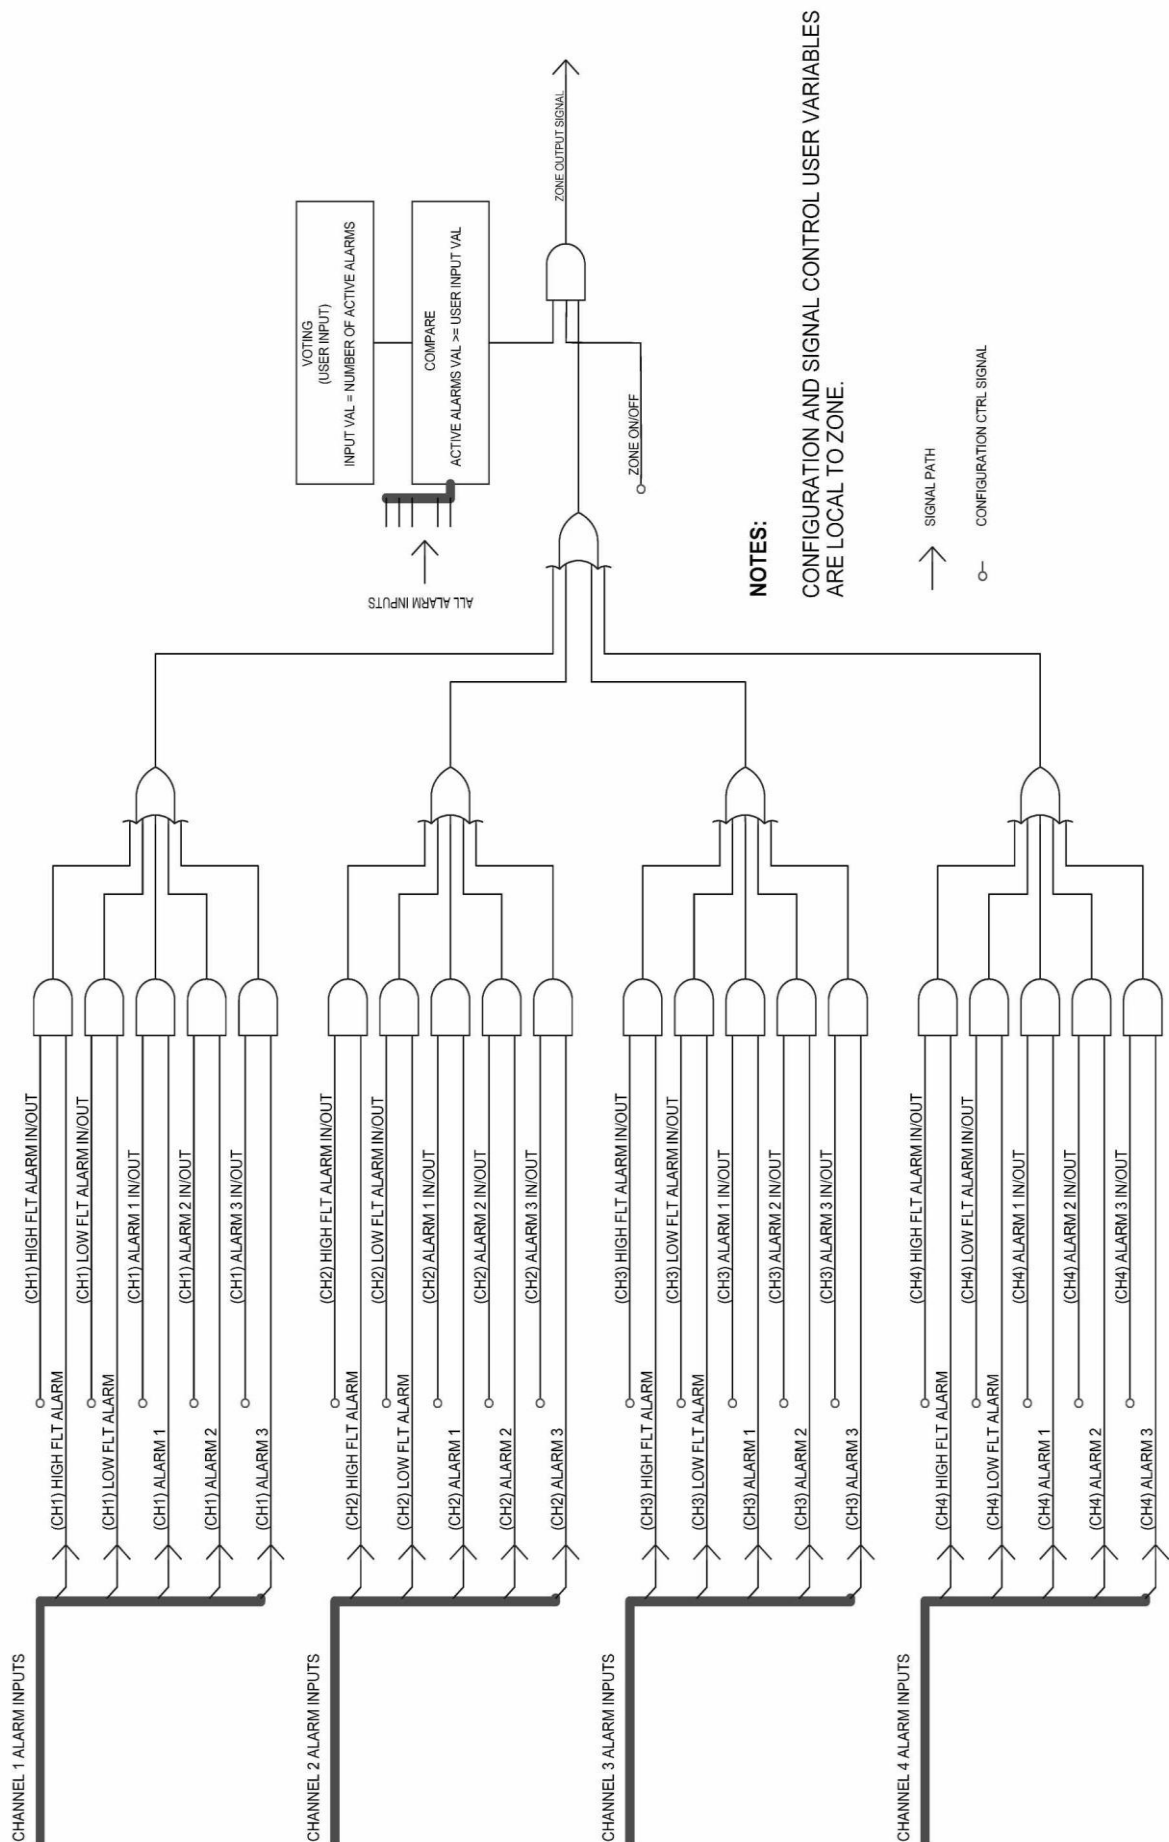 CHANNEL 1 ALARM INPUTS
(CH1) HIGH FLT ALARM
(CH1) HIGH FLT ALARM IN/OUT
(CH1) LOW FLT ALARM
(CH1) LOW FLT ALARM IN/OUT
(CH1) ALARM 1
(CH1) ALARM 1 IN/OUT
(CH1) ALARM 2
(CH1) ALARM 2 IN/OUT
(CH1) ALARM 3
(CH1) ALARM 3 IN/OUT
CHANNEL 2 ALARM INPUTS
(CH2) HIGH FLT ALARM
(CH2) HIGH FLT ALARM IN/OUT
(CH2) LOW FLT ALARM
(CH2) LOW FLT ALARM IN/OUT
(CH2) ALARM 1
(CH2) ALARM 1 IN/OUT
(CH2) ALARM 2
(CH2) ALARM 2 IN/OUT
(CH2) ALARM 3
(CH2) ALARM 3 IN/OUT
CHANNEL 3 ALARM INPUTS
(CH3) HIGH FLT ALARM
(CH3) HIGH FLT ALARM IN/OUT
(CH3) LOW FLT ALARM
(CH3) LOW FLT ALARM IN/OUT
(CH3) ALARM 1
(CH3) ALARM 1 IN/OUT
(CH3) ALARM 2
(CH3) ALARM 2 IN/OUT
(CH3) ALARM 3
(CH3) ALARM 3 IN/OUT
CHANNEL 4 ALARM INPUTS
(CH4) HIGH FLT ALARM
(CH4) HIGH FLT ALARM IN/OUT
(CH4) LOW FLT ALARM
(CH4) LOW FLT ALARM IN/OUT
(CH4) ALARM 1
(CH4) ALARM 1 IN/OUT
(CH4) ALARM 2
(CH4) ALARM 2 IN/OUT
(CH4) ALARM 3
(CH4) ALARM 3 IN/OUT
ALL ALARM INPUTS
VOTING
(USER INPUT)
INPUT VAL = NUMBER OF ACTIVE ALARMS
COMPARE
ACTIVE ALARMS VAL >= USER INPUT VAL
ZONE OUTPUT SIGNAL
ZONE ON/OFF
NOTES:
CONFIGURATION AND SIGNAL CONTROL USER VARIABLES
ARE LOCAL TO ZONE.
SIGNAL PATH
CONFIGURATION CTRL SIGNAL